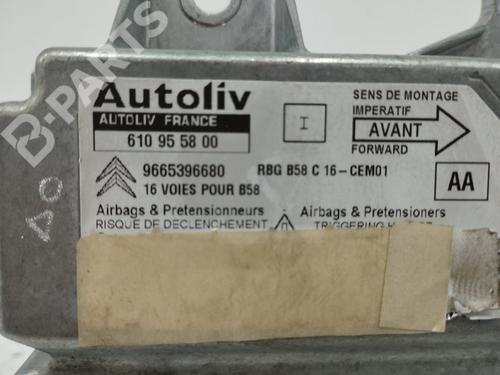 B-PARTS
Autoliv
AUTOLIV FRANCE
610 95 58 00
I
SENS DE MONTAGE
IMPERATIF
AVANT
FORWARD
9665396680 RBG B58 C 16-CEM01
16 VOIES POUR B58
AA
Airbags & Pretensionneurs
RISQUE DE DECLENCHEMENT
Airbags & Pretensioners
TRIGGERING